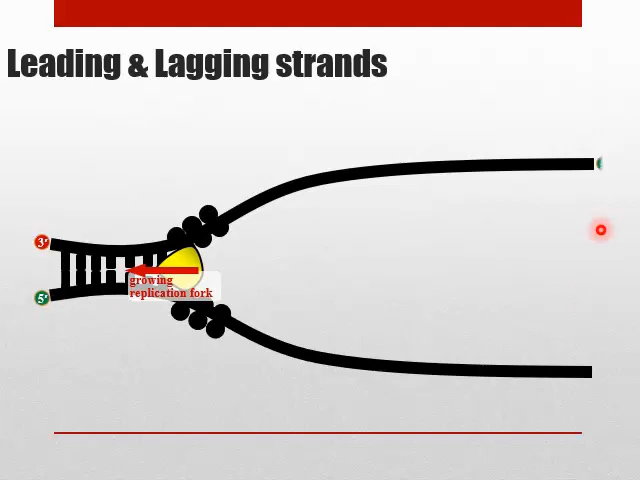 Leading & Lagging strands
3'
growing
replication fork
5'